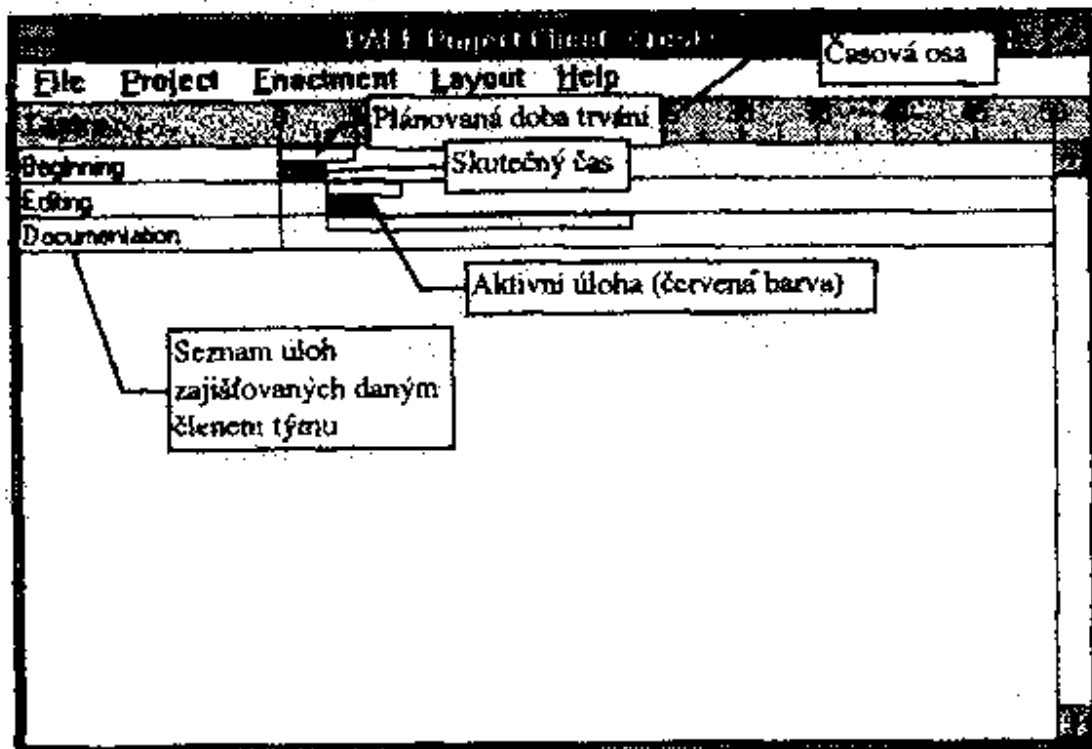 Project Client
Časová osa
File Project Enactment Layout Help
Plánovaná doba trvání
Beginning
Skutečný čas
Editing
Documentation
Aktivní úloha (červená barva)
Seznam úloh
zajišťovaných daným
členem týmu